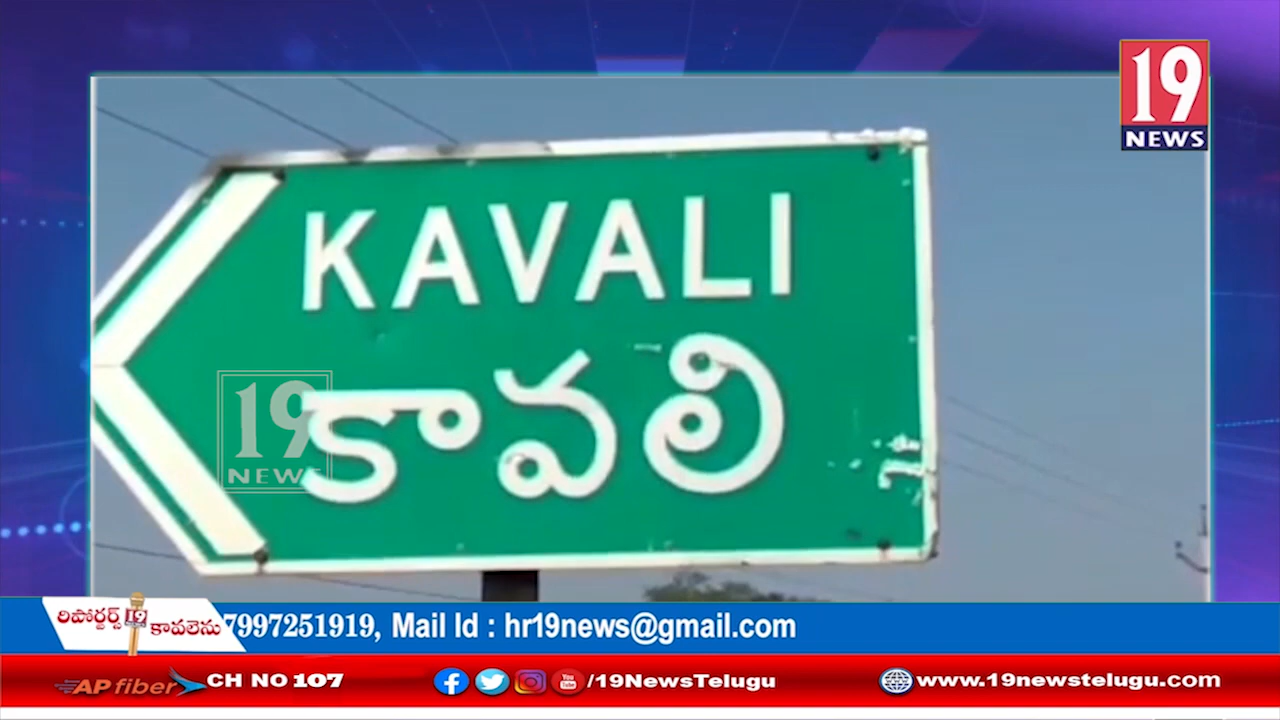 19
NEWS
KAVALI
కావలి
19
NEWS
రిపోర్టర్స్ 19
కావలెను
7997251919, Mail Id : hr19news@gmail.com
AP fiber CH NO 107
/19NewsTelugu
www.19newstelugu.com